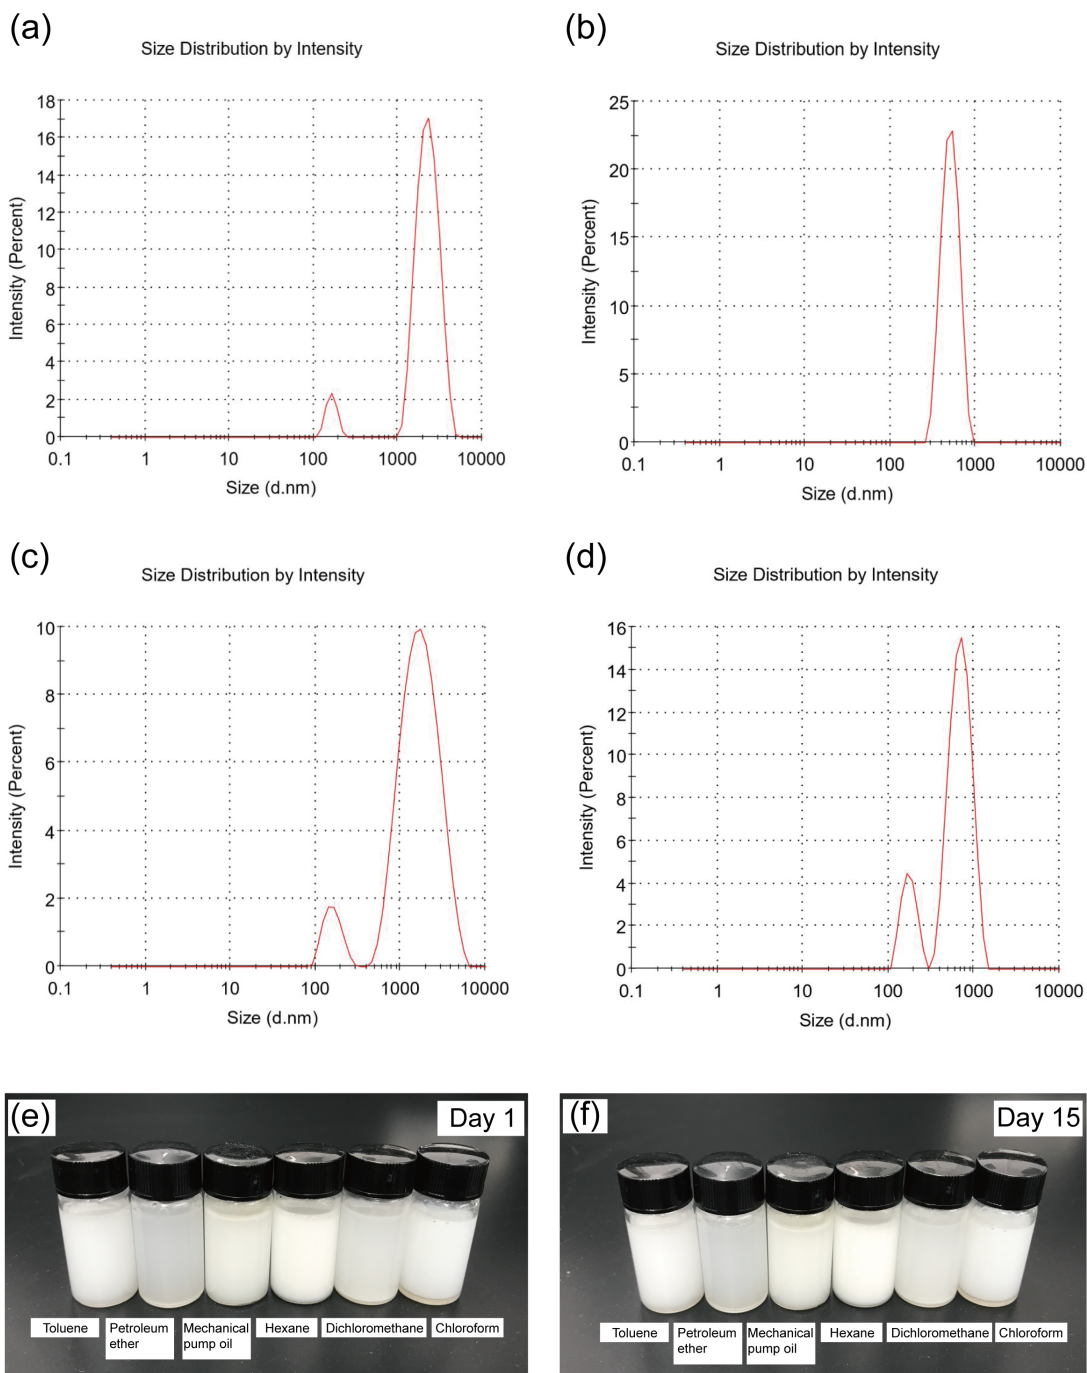 (a)
Size Distribution by Intensity
18
16
14
12
10
8
6
4
2
0
Intensity (Percent)
0.1 1 10 100 1000 10000
Size (d.nm)
(b)
Size Distribution by Intensity
25
20
15
10
5
0
Intensity (Percent)
0.1 1 10 100 1000 10000
Size (d.nm)
(c)
Size Distribution by Intensity
10
8
6
4
2
0
Intensity (Percent)
0.1 1 10 100 1000 10000
Size (d.nm)
(d)
Size Distribution by Intensity
16
14
12
10
8
6
4
2
0
Intensity (Percent)
0.1 1 10 100 1000 10000
Size (d.nm)
(e)
Day 1
Toluene
Petroleum
ether
Mechanical
pump oil
Hexane
Dichloromethane
Chloroform
(f)
Day 15
Toluene
Petroleum
ether
Mechanical
pump oil
Hexane
Dichloromethane
Chloroform